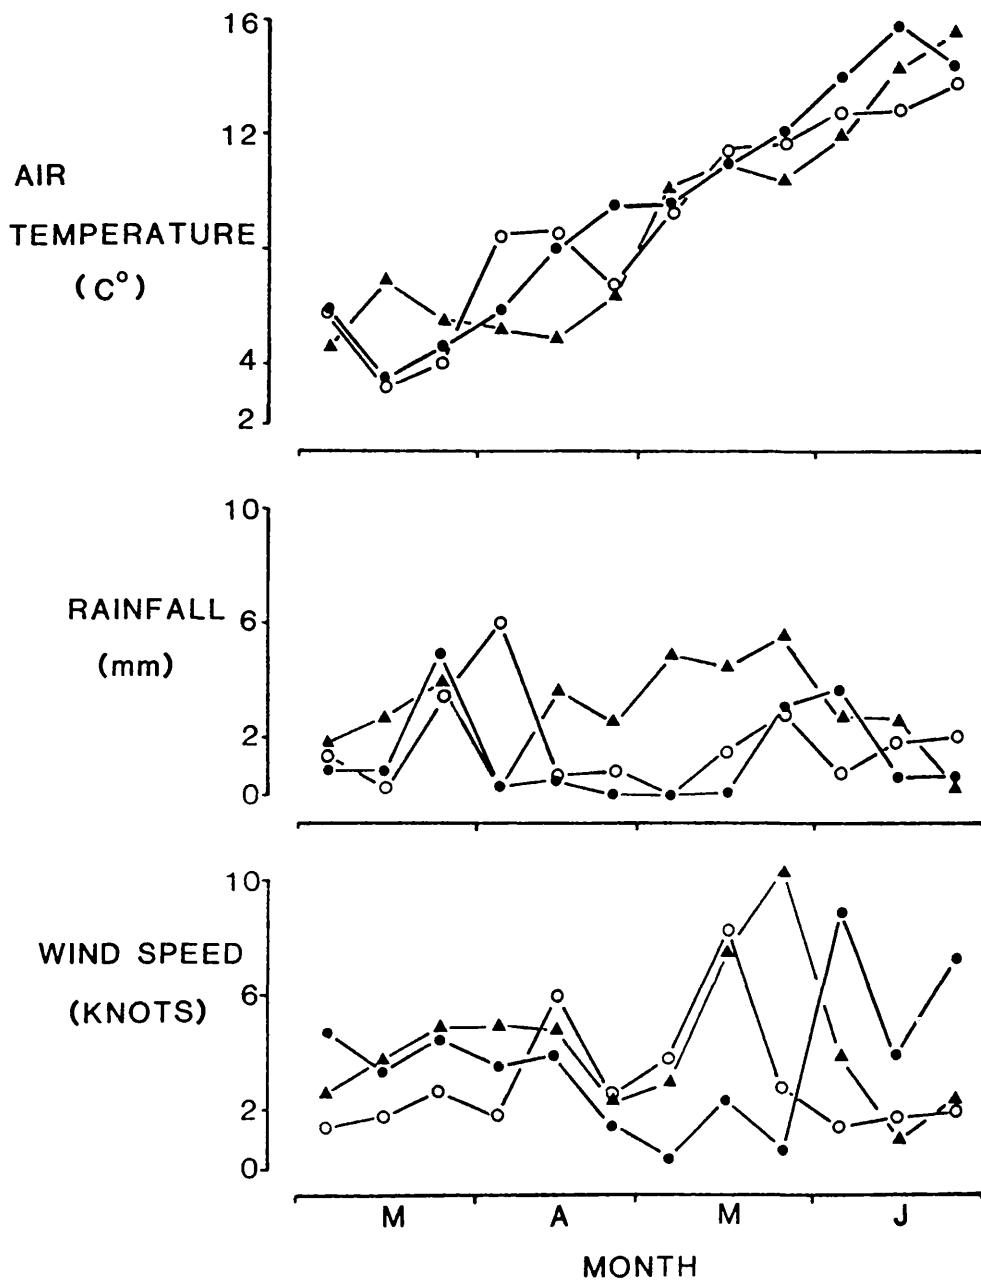 16
12
AIR
TEMPERATURE
(C°)
4
2
10
RAINFALL
6
(mm)
2
0
10
WIND SPEED
(KNOTS)
6
2
0
M A M J
MONTH